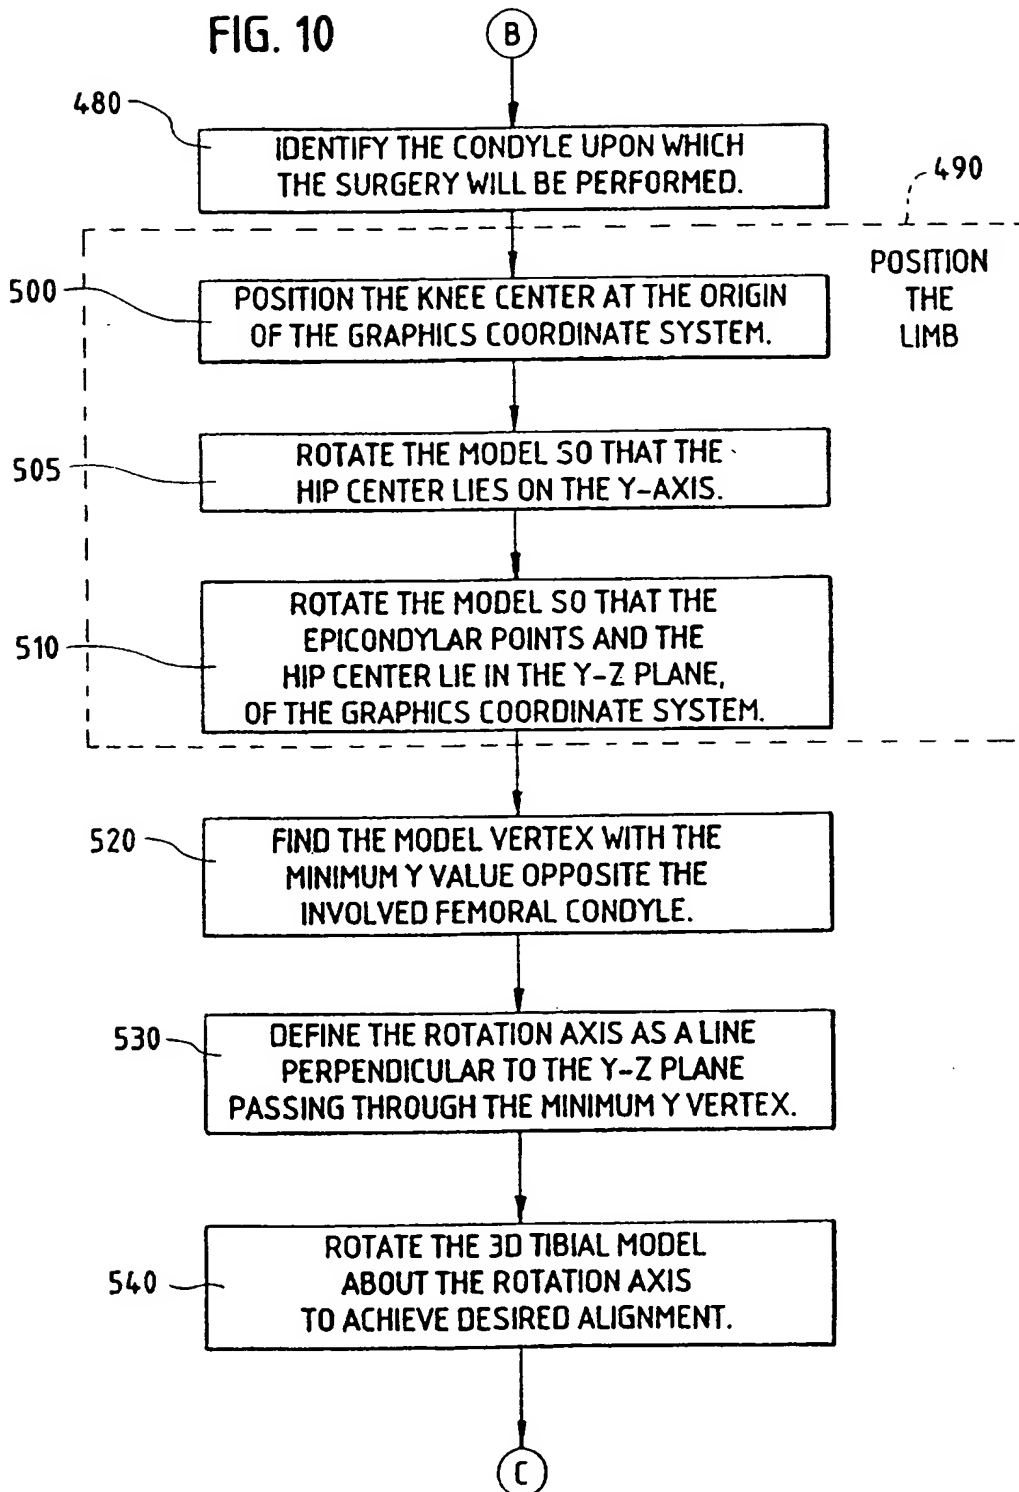 FIG. 10
B
480
IDENTIFY THE CONDYLE UPON WHICH
THE SURGERY WILL BE PERFORMED.
490
POSITION
THE
LIMB
500
POSITION THE KNEE CENTER AT THE ORIGIN
OF THE GRAPHICS COORDINATE SYSTEM.
505
ROTATE THE MODEL SO THAT THE
HIP CENTER LIES ON THE Y-AXIS.
510
ROTATE THE MODEL SO THAT THE
EPICONDYLAR POINTS AND THE
HIP CENTER LIE IN THE Y-Z PLANE,
OF THE GRAPHICS COORDINATE SYSTEM.
520
FIND THE MODEL VERTEX WITH THE
MINIMUM Y VALUE OPPOSITE THE
INVOLVED FEMORAL CONDYLE.
530
DEFINE THE ROTATION AXIS AS A LINE
PERPENDICULAR TO THE Y-Z PLANE
PASSING THROUGH THE MINIMUM Y VERTEX.
540
ROTATE THE 3D TIBIAL MODEL
ABOUT THE ROTATION AXIS
TO ACHIEVE DESIRED ALIGNMENT.
C